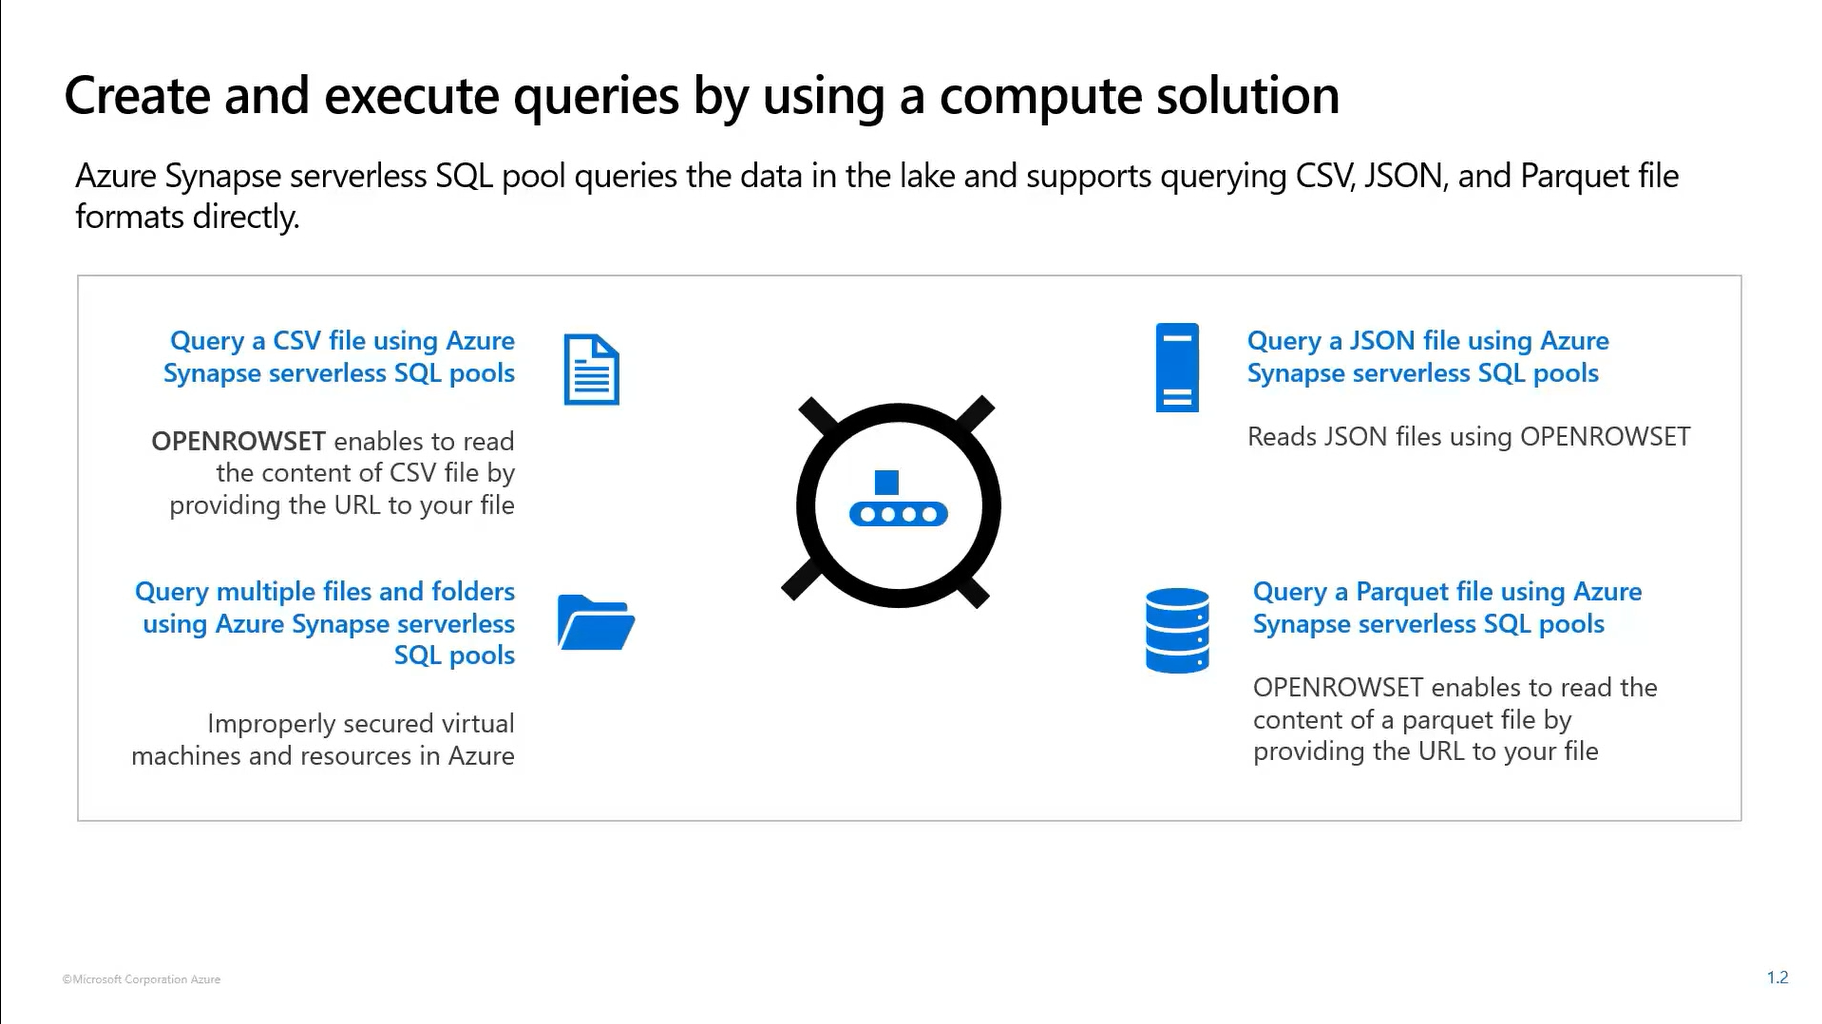 Create and execute queries by using a compute solution
Azure Synapse serverless SQL pool queries the data in the lake and supports querying CSV, JSON, and Parquet file
formats directly.
Query a CSV file using Azure
Synapse serverless SQL pools
OPENROWSET enables to read
the content of CSV file by
providing the URL to your file
Query multiple files and folders
using Azure Synapse serverless
SQL pools
Improperly secured virtual
machines and resources in Azure
Query a JSON file using Azure
Synapse serverless SQL pools
Reads JSON files using OPENROWSET
Query a Parquet file using Azure
Synapse serverless SQL pools
OPENROWSET enables to read the
content of a parquet file by
providing the URL to your file
©Microsoft Corporation Azure
1.2